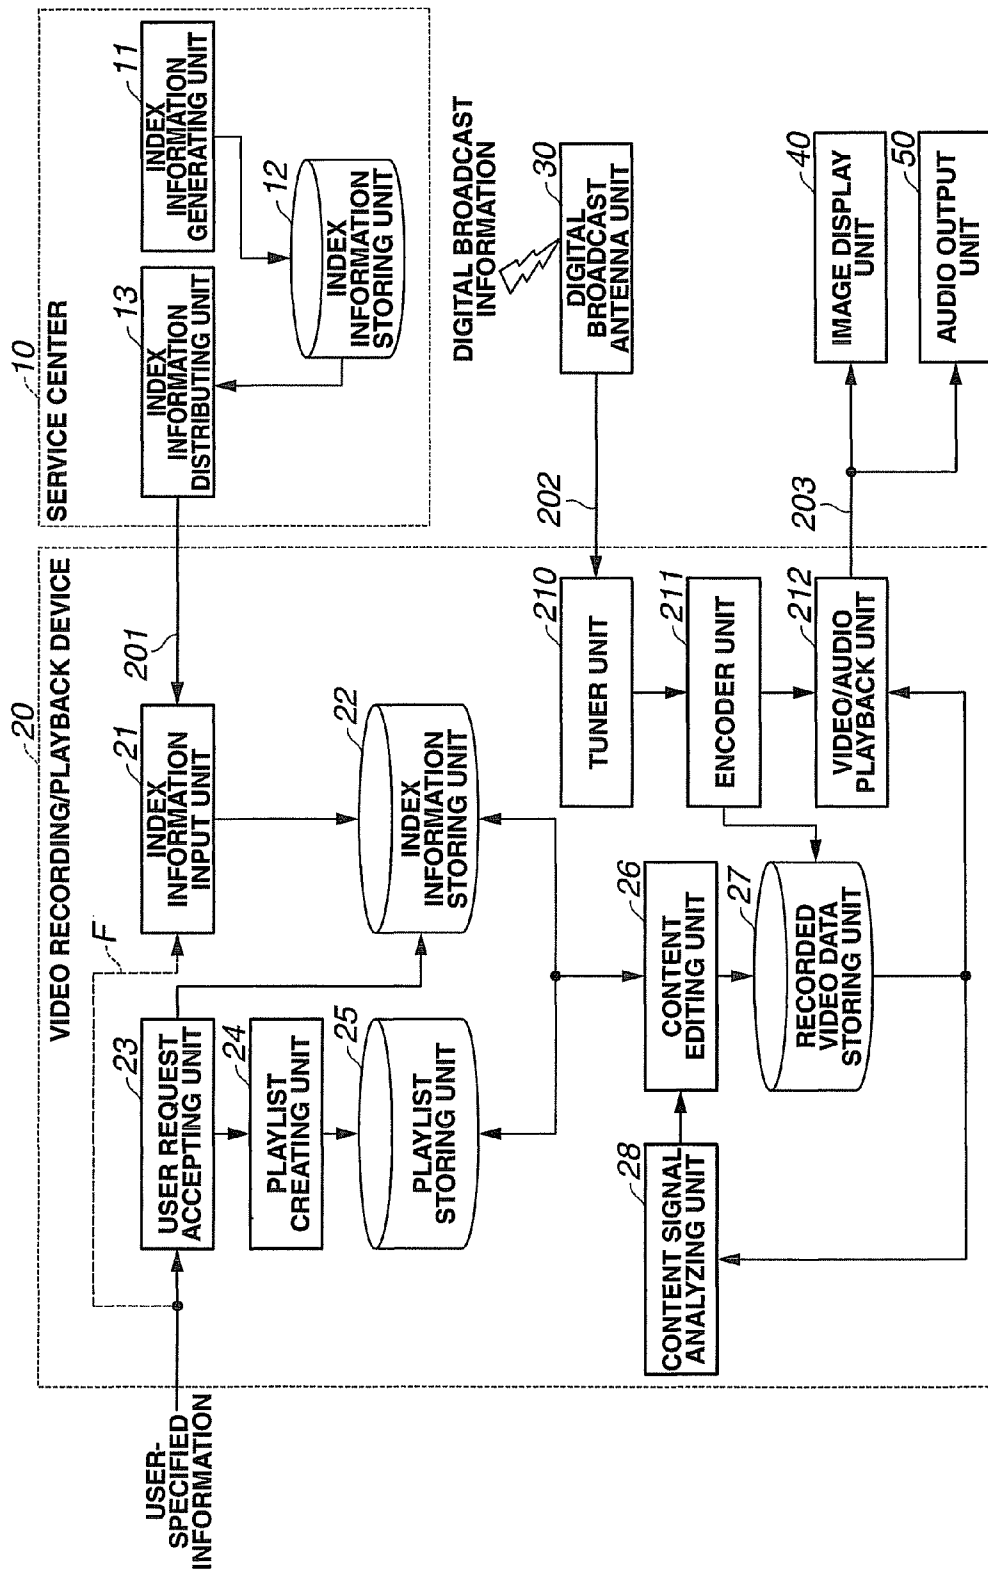 USER-
SPECIFIED
INFORMATION
20
VIDEO RECORDING/PLAYBACK DEVICE
F
23
USER REQUEST
ACCEPTING UNIT
24
PLAYLIST
CREATING UNIT
25
PLAYLIST
STORING UNIT
21
INDEX
INFORMATION
INPUT UNIT
22
INDEX
INFORMATION
STORING UNIT
201
26
CONTENT
EDITING UNIT
27
RECORDED
VIDEO DATA
STORING UNIT
28
CONTENT SIGNAL
ANALYZING UNIT
210
TUNER UNIT
211
ENCODER UNIT
212
VIDEO/AUDIO
PLAYBACK UNIT
10
SERVICE CENTER
13
INDEX
INFORMATION
DISTRIBUTING UNIT
11
INDEX
INFORMATION
GENERATING UNIT
12
INDEX
INFORMATION
STORING UNIT
DIGITAL BROADCAST
INFORMATION
30
DIGITAL
BROADCAST
ANTENNA UNIT
202
203
40
IMAGE DISPLAY
UNIT
50
AUDIO OUTPUT
UNIT